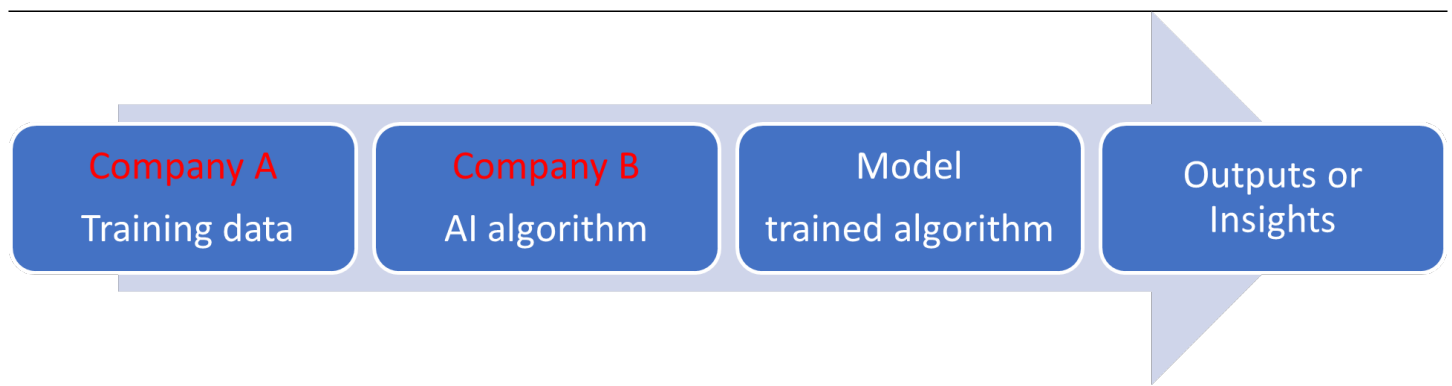 Company A
Training data
Company B
AI algorithm
Model
trained algorithm
Outputs or
Insights